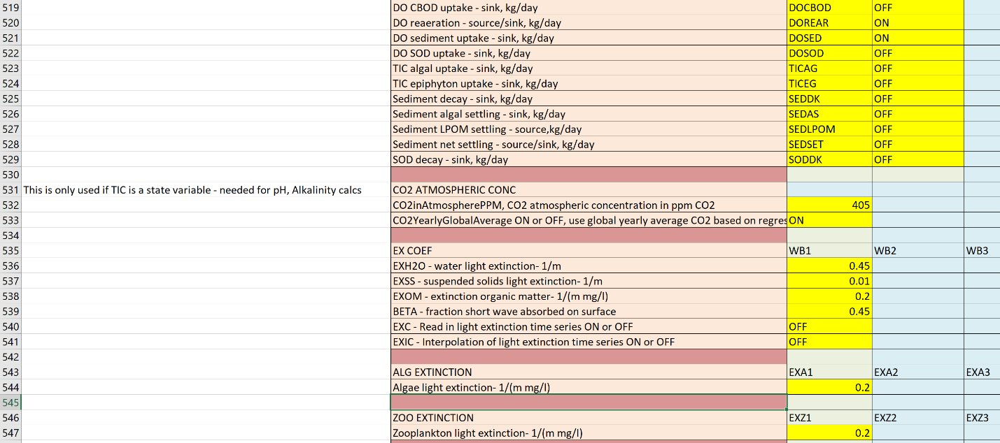 519 DO CBOD uptake - sink, kg/day DOCBOD OFF
520 DO reaeration - source/sink, kg/day DOREAR ON
521 DO sediment uptake - sink, kg/day DOSED ON
522 DO SOD uptake - sink, kg/day DOSOD OFF
523 TIC algal uptake - sink, kg/day TICAG OFF
524 TIC epiphyton uptake - sink, kg/day TICEG OFF
525 Sediment decay - sink, kg/day SEDDK OFF
526 Sediment algal settling - sink, kg/day SEDAS OFF
527 Sediment LPOM settling - source,kg/day SEDLPOM OFF
528 Sediment net settling - source/sink, kg/day SEDSET OFF
529 SOD decay - sink, kg/day SODDK OFF
530
531 This is only used if TIC is a state variable - needed for pH, Alkalinity calcs CO2 ATMOSPHERIC CONC
532 CO2inAtmospherePPM, CO2 atmospheric concentration in ppm CO2 405
533 CO2YearlyGlobalAverage ON or OFF, use global yearly average CO2 based on regres ON
534
535 EX COEF WB1 WB2 WB3
536 EXH2O - water light extinction- 1/m 0.45
537 EXSS - suspended solids light extinction- 1/m 0.01
538 EXOM - extinction organic matter- 1/(m mg/l) 0.2
539 BETA - fraction short wave absorbed on surface 0.45
540 EXC - Read in light extinction time series ON or OFF OFF
541 EXIC - Interpolation of light extinction time series ON or OFF OFF
542
543 ALG EXTINCTION EXA1 EXA2 EXA3
544 Algae light extinction- 1/(m mg/l) 0.2
545
546 ZOO EXTINCTION EXZ1 EXZ2 EXZ3
547 Zooplankton light extinction- 1/(m mg/l) 0.2